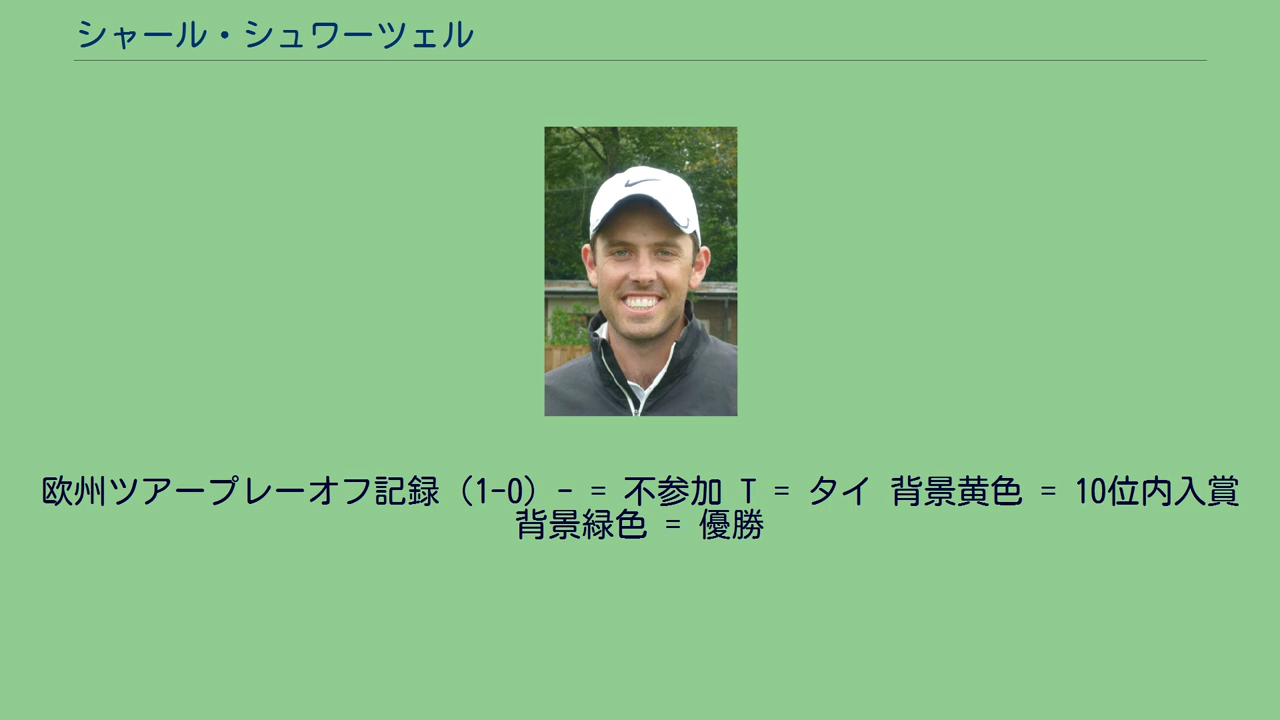 シャール・シュワーツェル
欧州ツアープレーオフ記録（1-0）- = 不参加 T = タイ 背景黄色 = 10位内入賞
背景緑色 = 優勝